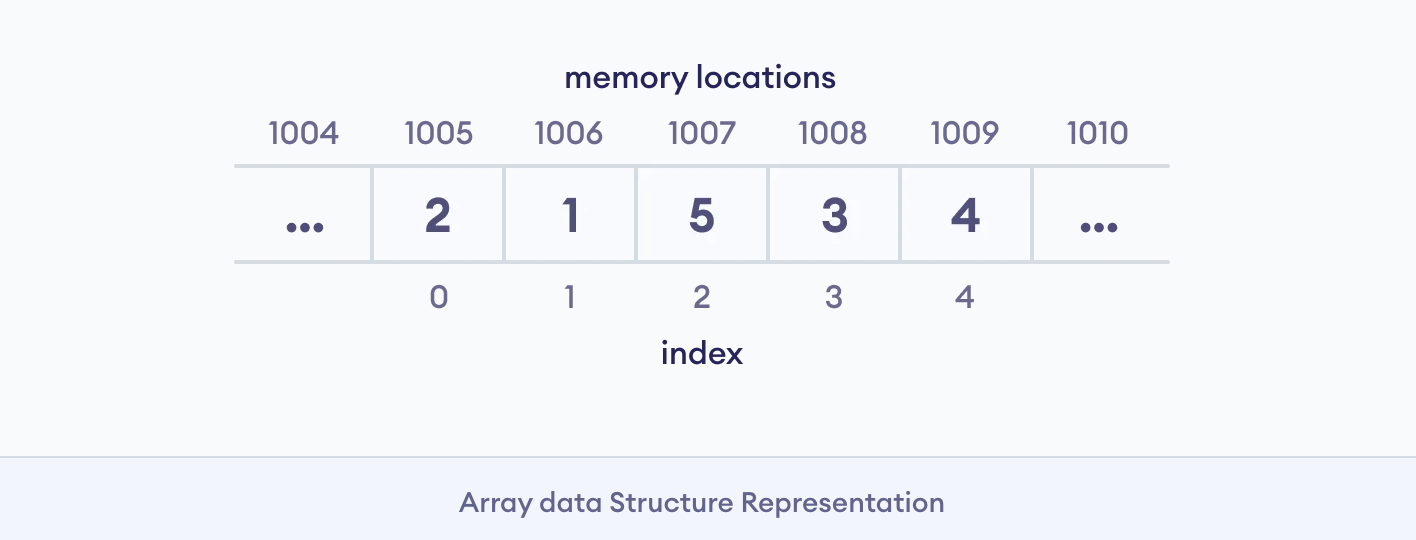 memory locations
1004 1005 1006 1007 1008 1009 1010
... 2 1 5 3 4 ...
0 1 2 3 4
index
Array data Structure Representation